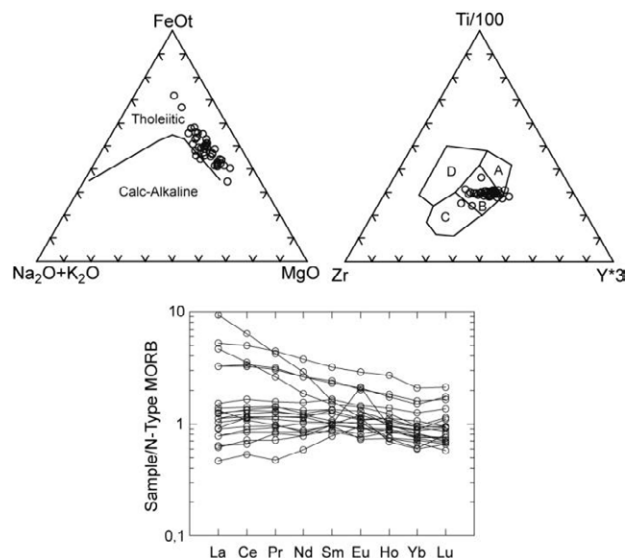 FeOt
Tholeiitic
Calc-Alkaline
Na₂O+K₂O
MgO
Ti/100
D
A
B
C
Zr
Y*3
Sample/N-Type MORB
10
1
0,1
La Ce Pr Nd Sm Eu Ho Yb Lu